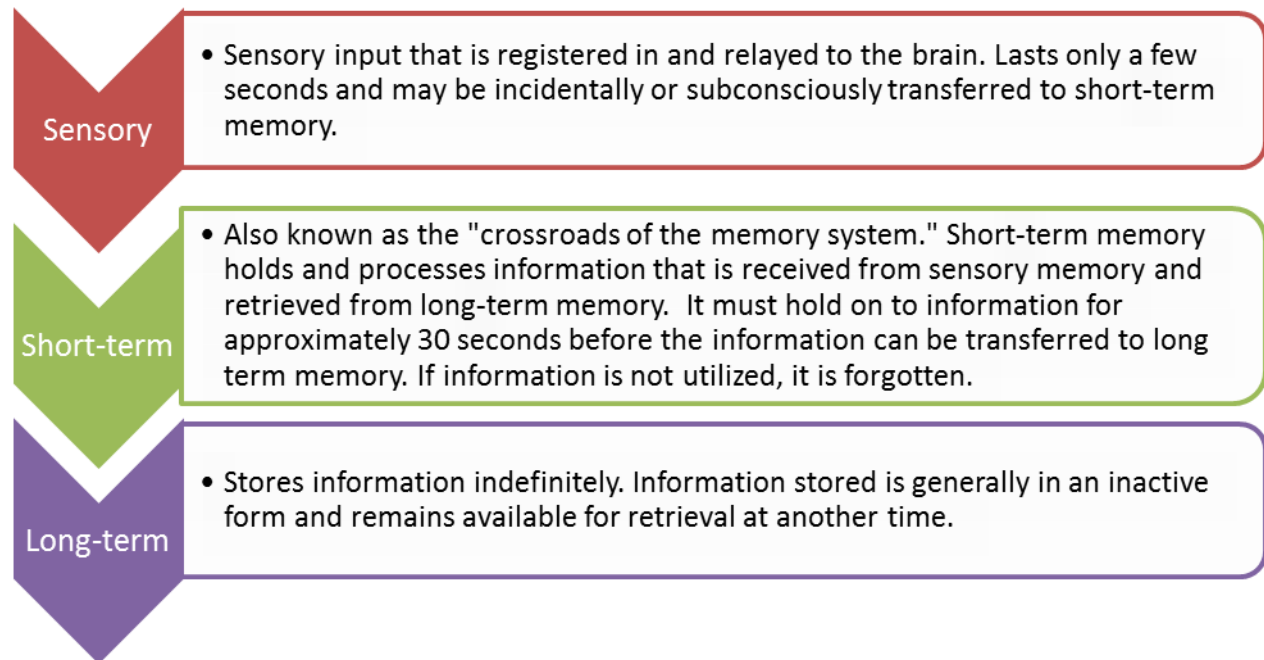 Sensory
• Sensory input that is registered in and relayed to the brain. Lasts only a few
seconds and may be incidentally or subconsciously transferred to short-term
memory.
Short-term
• Also known as the "crossroads of the memory system." Short-term memory
holds and processes information that is received from sensory memory and
retrieved from long-term memory.  It must hold on to information for
approximately 30 seconds before the information can be transferred to long
term memory. If information is not utilized, it is forgotten.
Long-term
• Stores information indefinitely. Information stored is generally in an inactive
form and remains available for retrieval at another time.